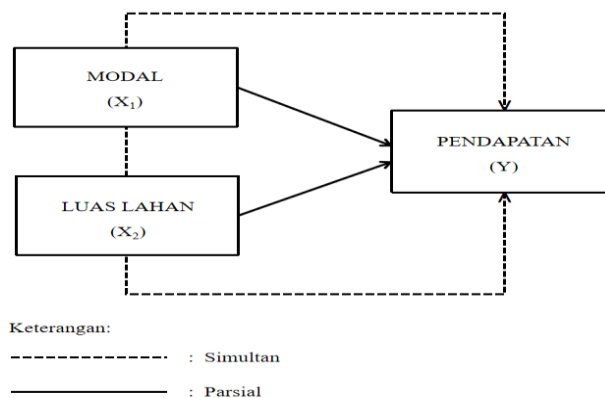 MODAL
(X₁)
PENDAPATAN
(Y)
LUAS LAHAN
(X₂)
Keterangan:
: Simultan
: Parsial